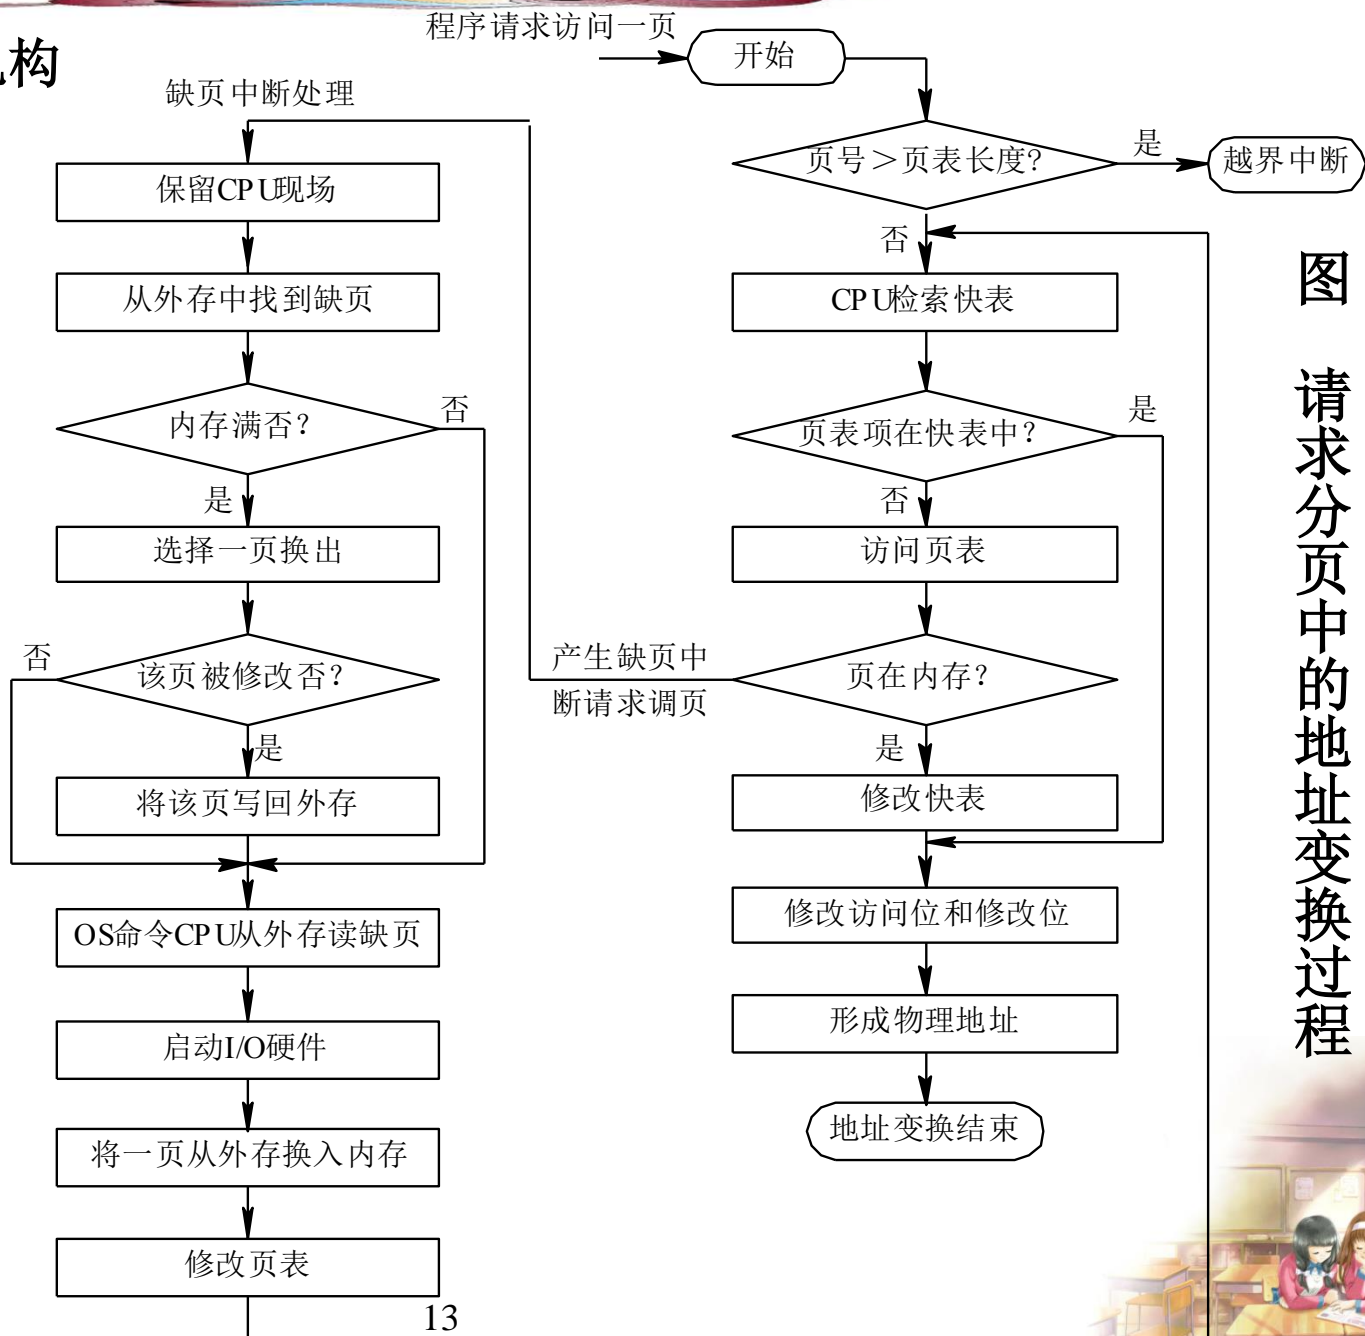 构
程序请求访问一页
开始
缺页中断处理
页号＞页表长度?
是
越界中断
保留CPU现场
否
从外存中找到缺页
CPU检索快表
内存满否?
否
页表项在快表中?
是
是
否
选择一页换出
访问页表
否
该页被修改否?
产生缺页中
断请求调页
页在内存?
是
是
将该页写回外存
修改快表
OS命令CPU从外存读缺页
修改访问位和修改位
启动I/O硬件
形成物理地址
将一页从外存换入内存
地址变换结束
修改页表
图 请求分页中的地址变换过程
13